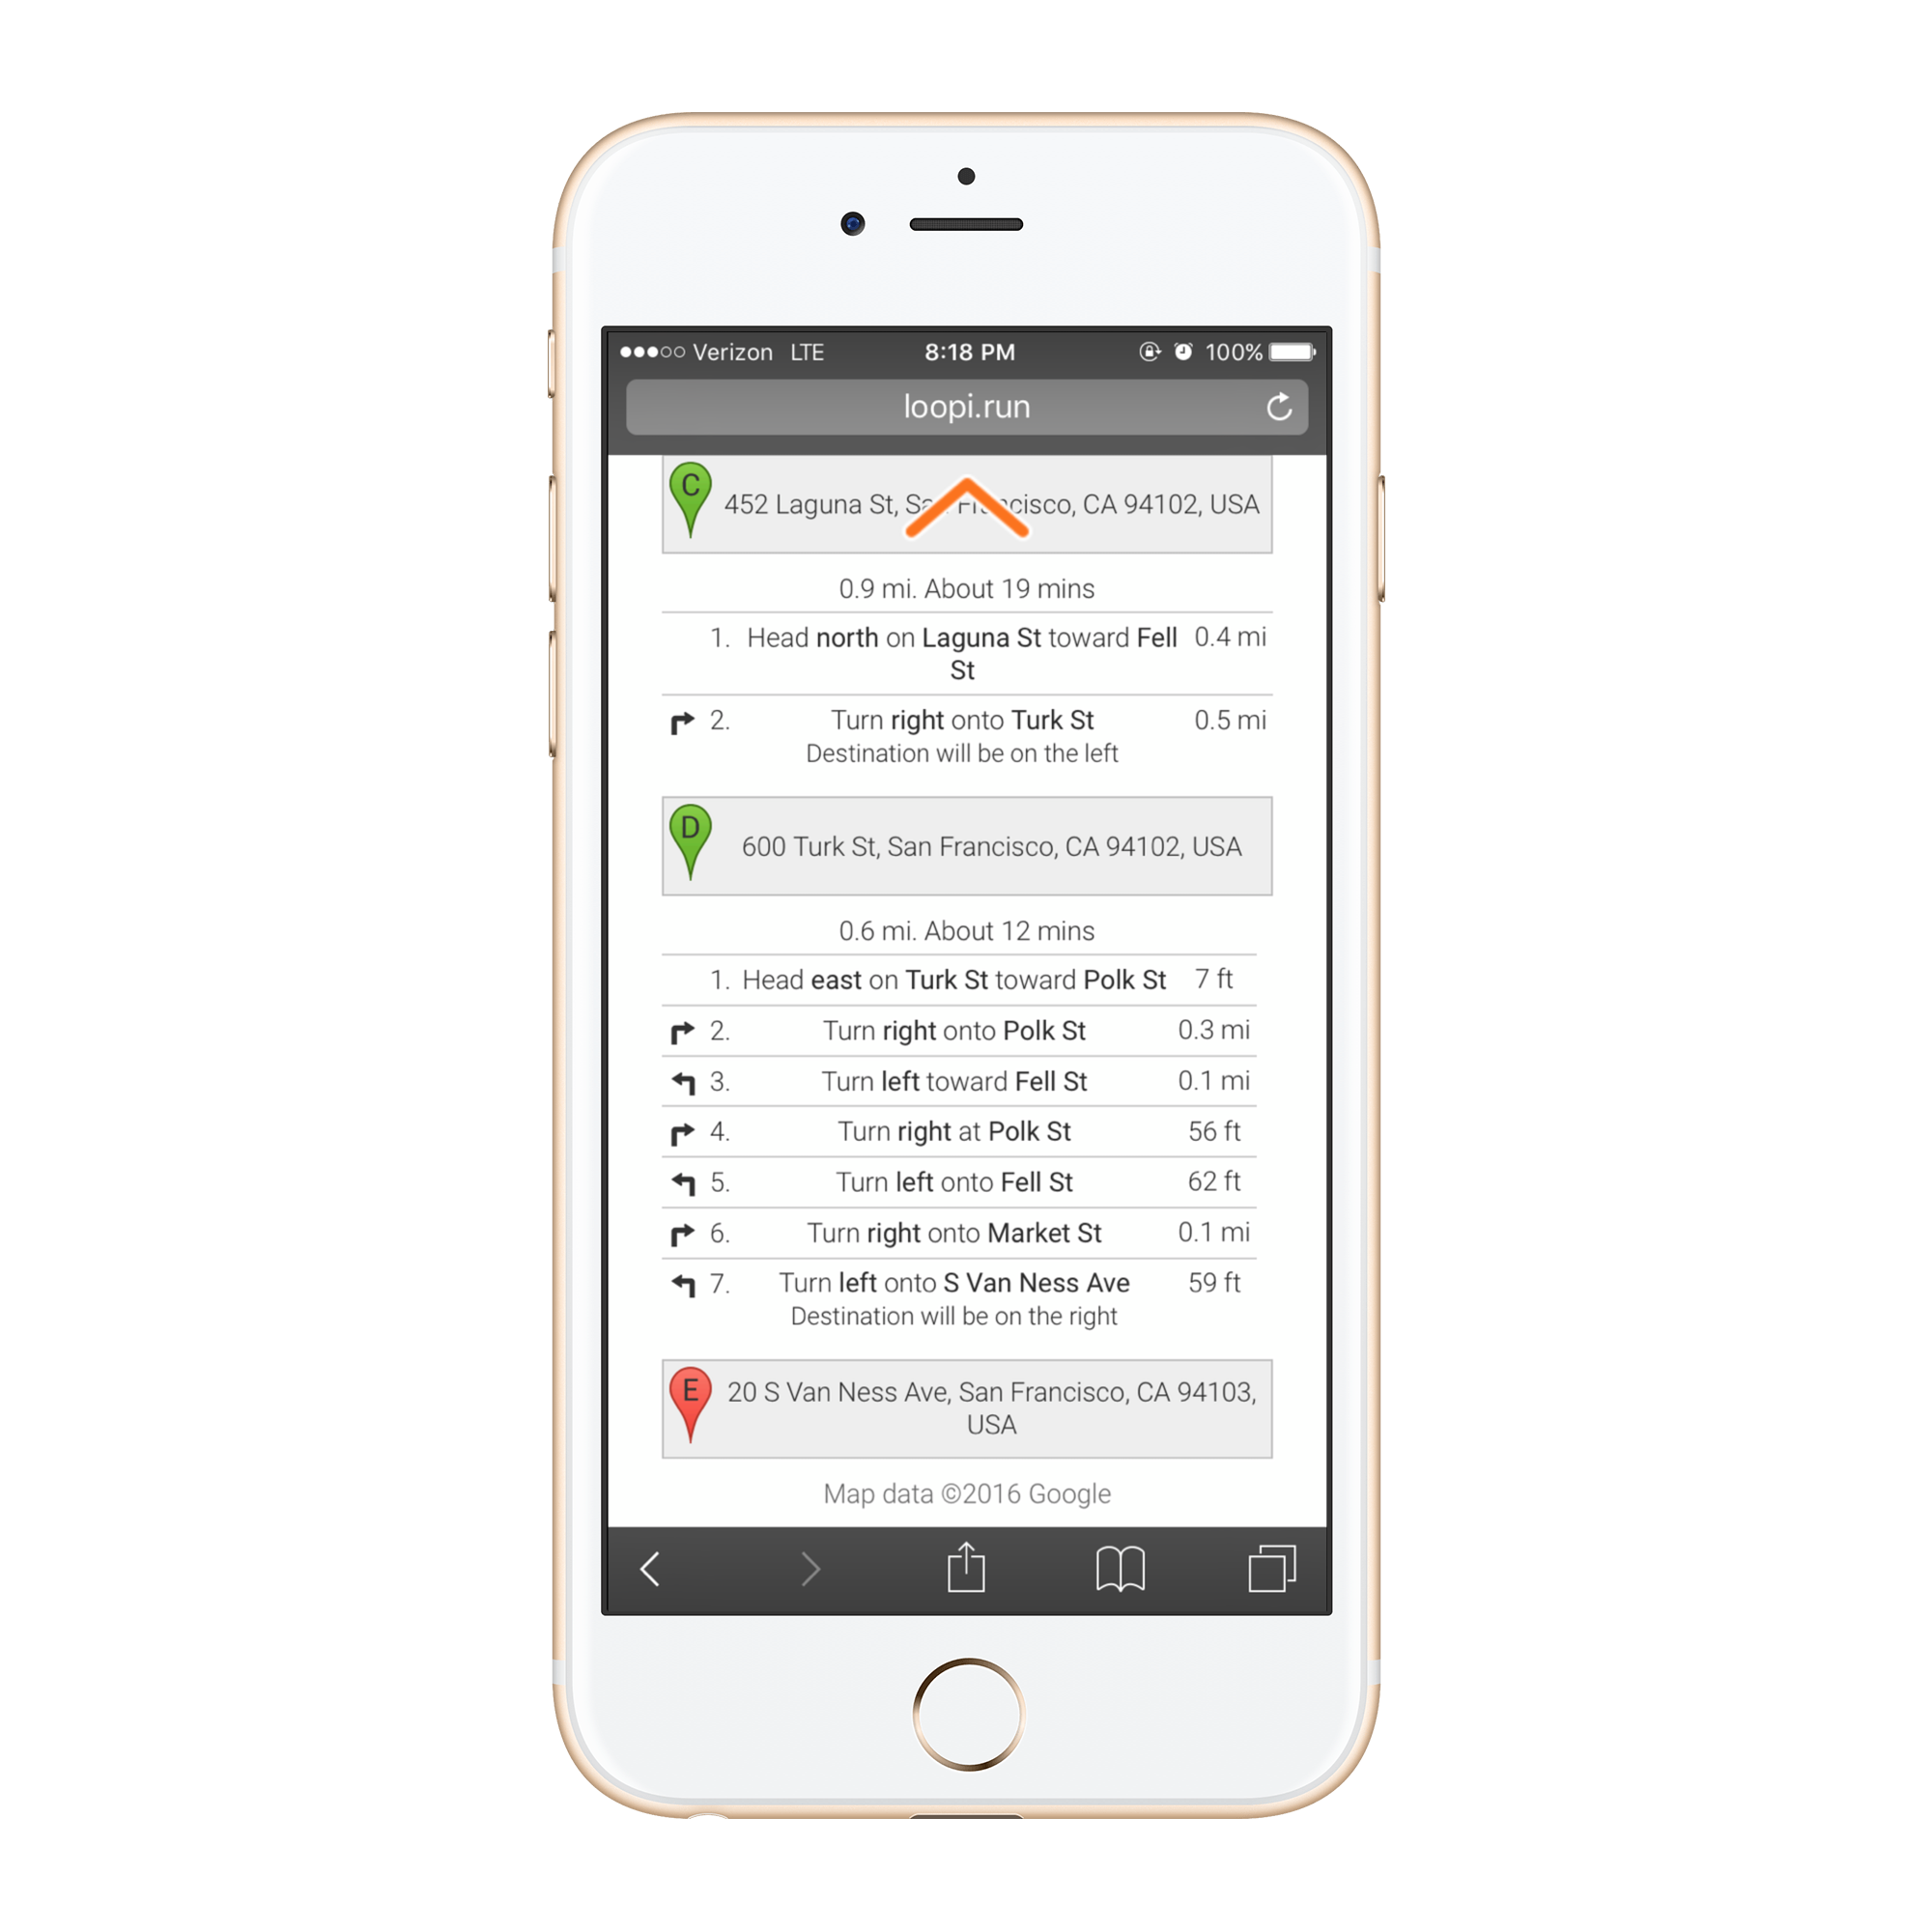 Verizon LTE 8:18 PM 100%
loopi.run
C 452 Laguna St, San Francisco, CA 94102, USA
0.9 mi. About 19 mins
1. Head north on Laguna St toward Fell 0.4 mi
St
2. Turn right onto Turk St 0.5 mi
Destination will be on the left
D 600 Turk St, San Francisco, CA 94102, USA
0.6 mi. About 12 mins
1. Head east on Turk St toward Polk St 7 ft
2. Turn right onto Polk St 0.3 mi
3. Turn left toward Fell St 0.1 mi
4. Turn right at Polk St 56 ft
5. Turn left onto Fell St 62 ft
6. Turn right onto Market St 0.1 mi
7. Turn left onto S Van Ness Ave 59 ft
Destination will be on the right
E 20 S Van Ness Ave, San Francisco, CA 94103,
USA
Map data ©2016 Google